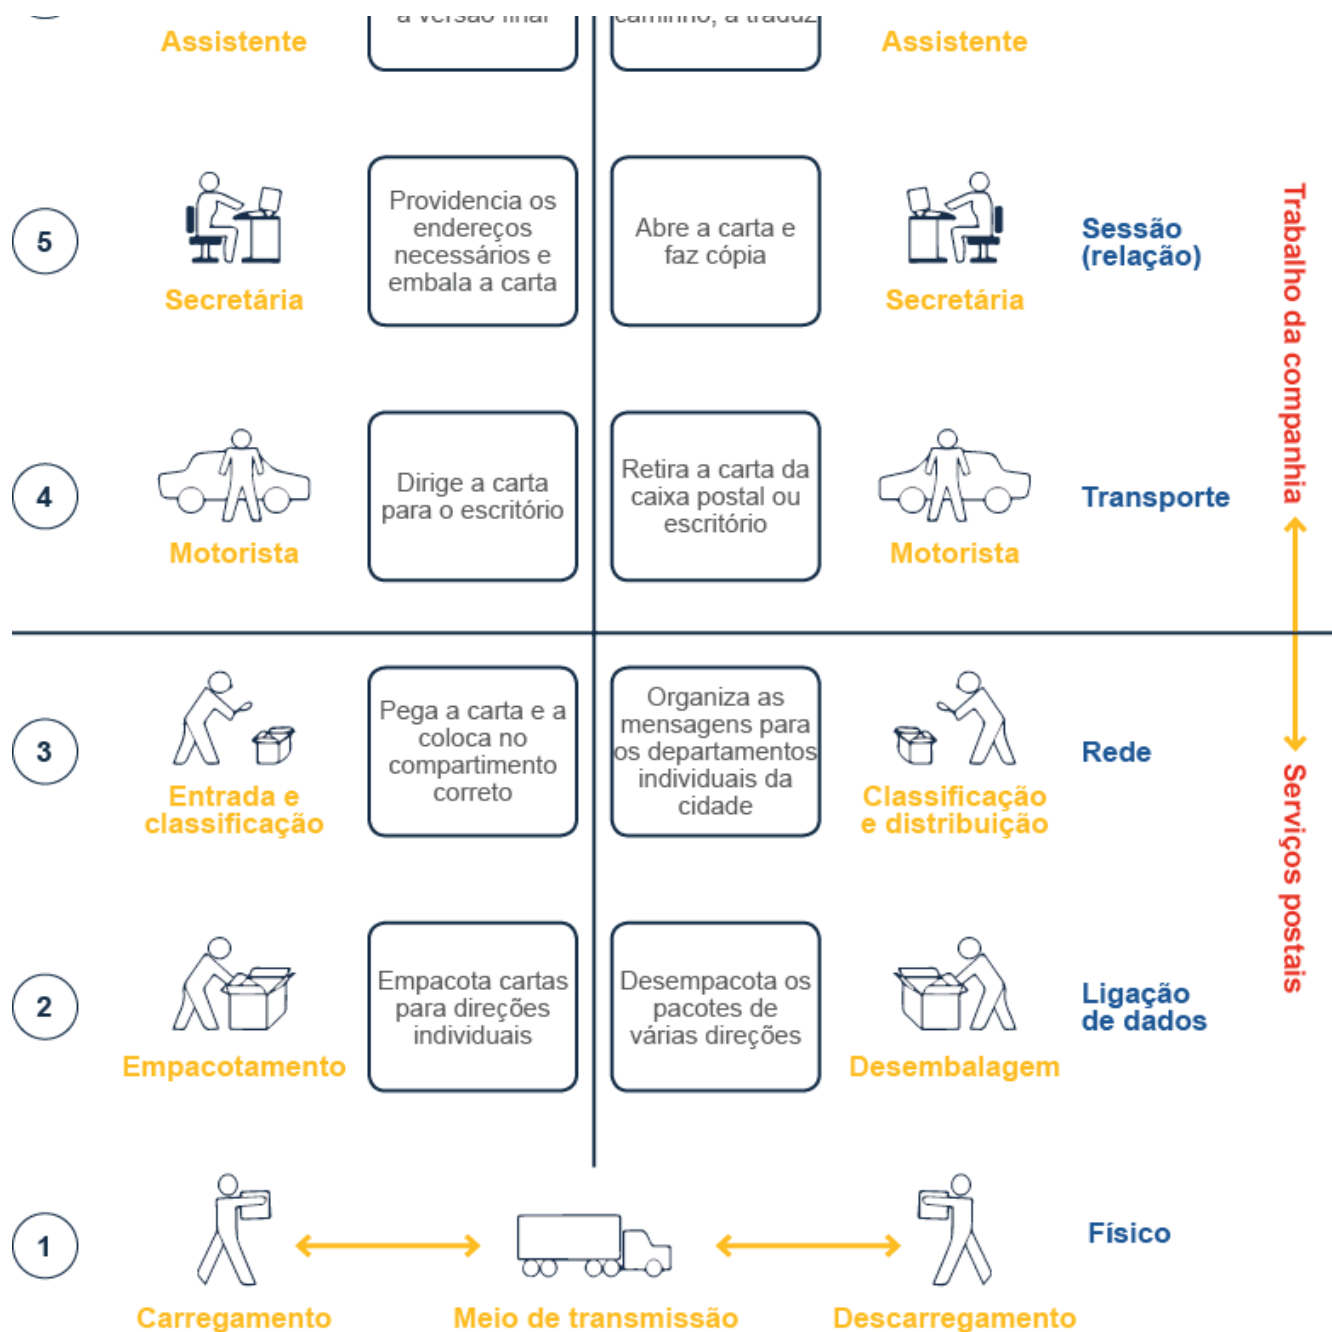 a versão final
caminho, a traduz
Assistente
Assistente
5
Secretária
Providencia os
endereços
necessários e
embala a carta
Abre a carta e
faz cópia
Secretária
Sessão
(relação)
4
Motorista
Dirige a carta
para o escritório
Retira a carta da
caixa postal ou
escritório
Motorista
Transporte
Trabalho da companhia
3
Entrada e
classificação
Pega a carta e a
coloca no
compartimento
correto
Organiza as
mensagens para
os departamentos
individuais da
cidade
Classificação
e distribuição
Rede
Serviços postais
2
Empacotamento
Empacota cartas
para direções
individuais
Desempacota os
pacotes de
várias direções
Desembalagem
Ligação
de dados
1
Carregamento
Meio de transmissão
Descarregamento
Físico